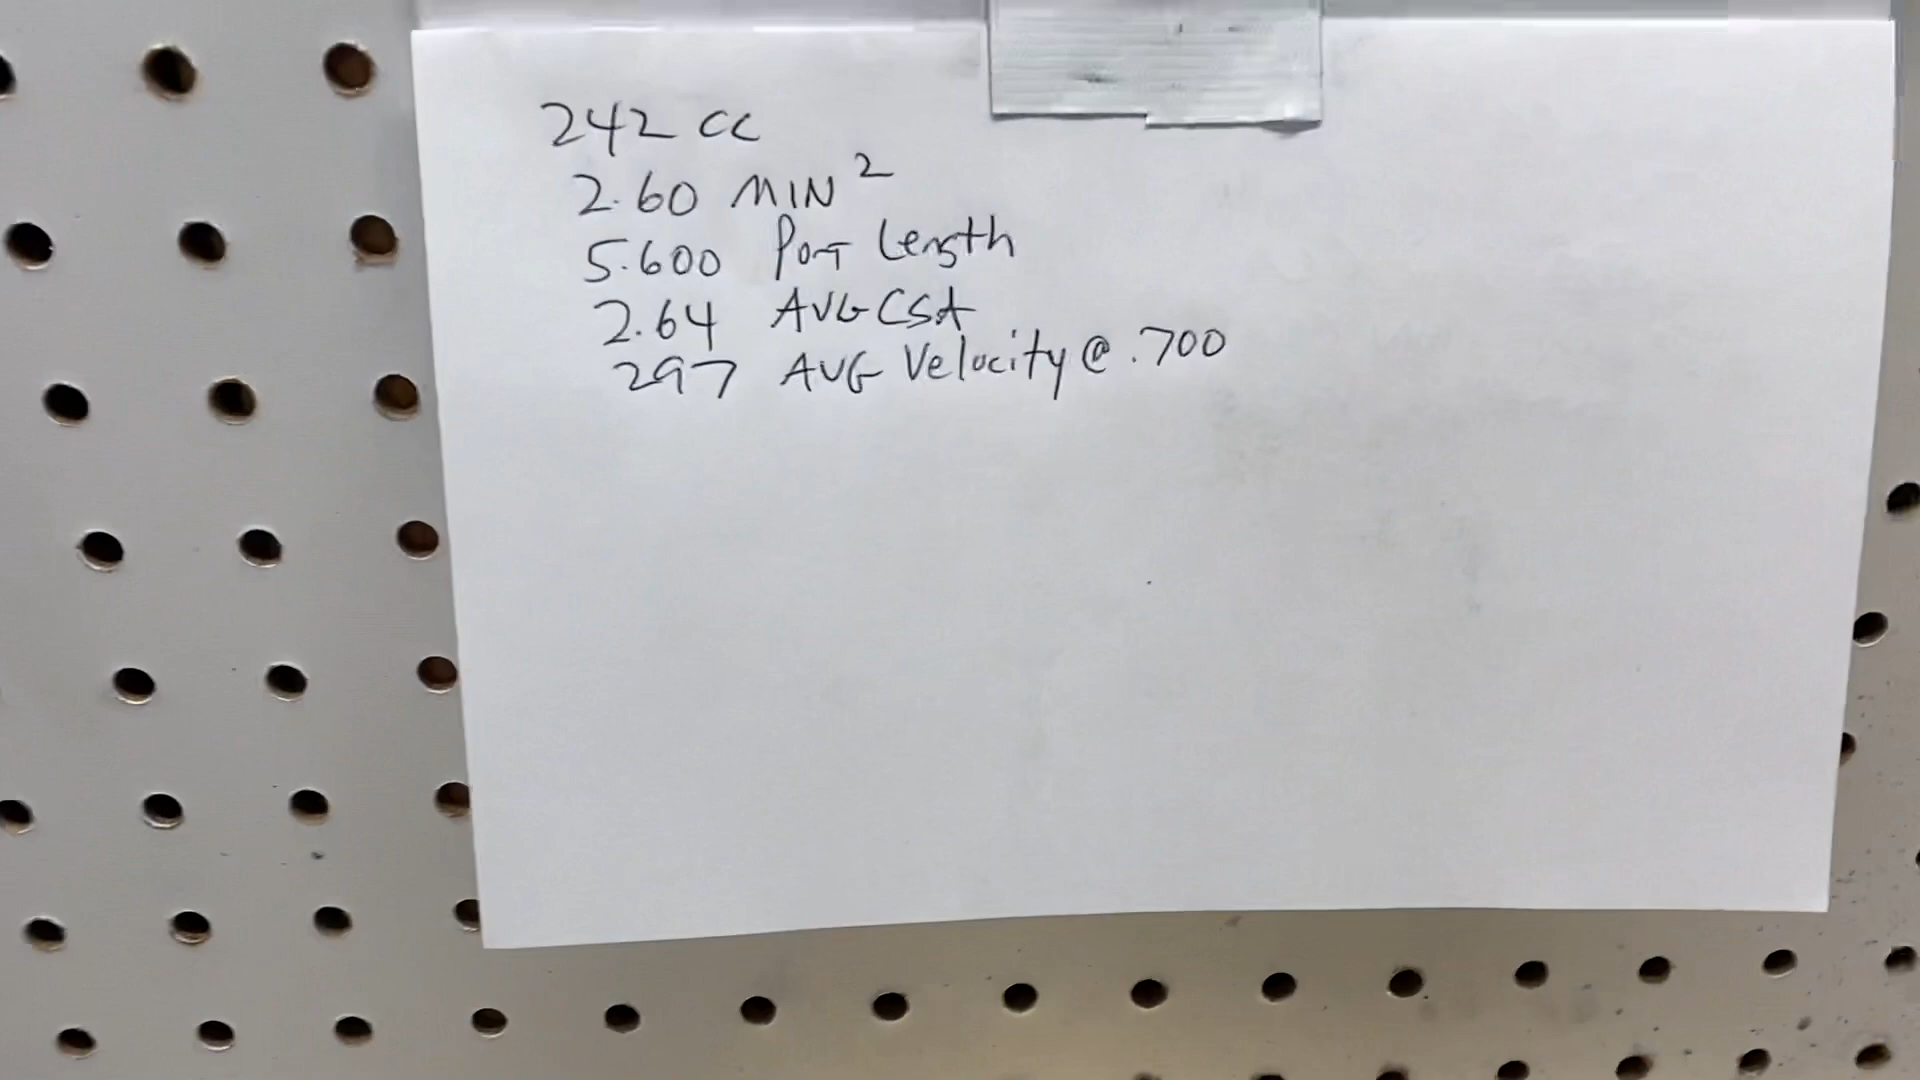 242 cc
2.60 MIN²
5.600 Port Length
2.64 AVG CSA
297 AVG Velocity @ .700